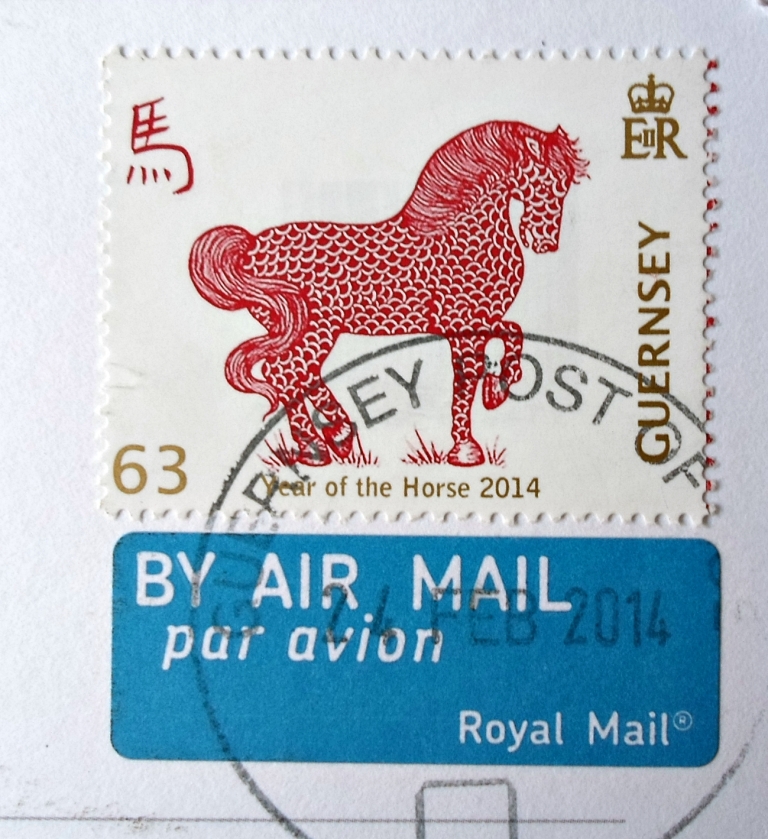 馬
EIIR
GUERNSEY
63
Year of the Horse 2014
GUERNSEY POST OF
BY AIR MAIL
par avion
24 FEB 2014
Royal Mail®